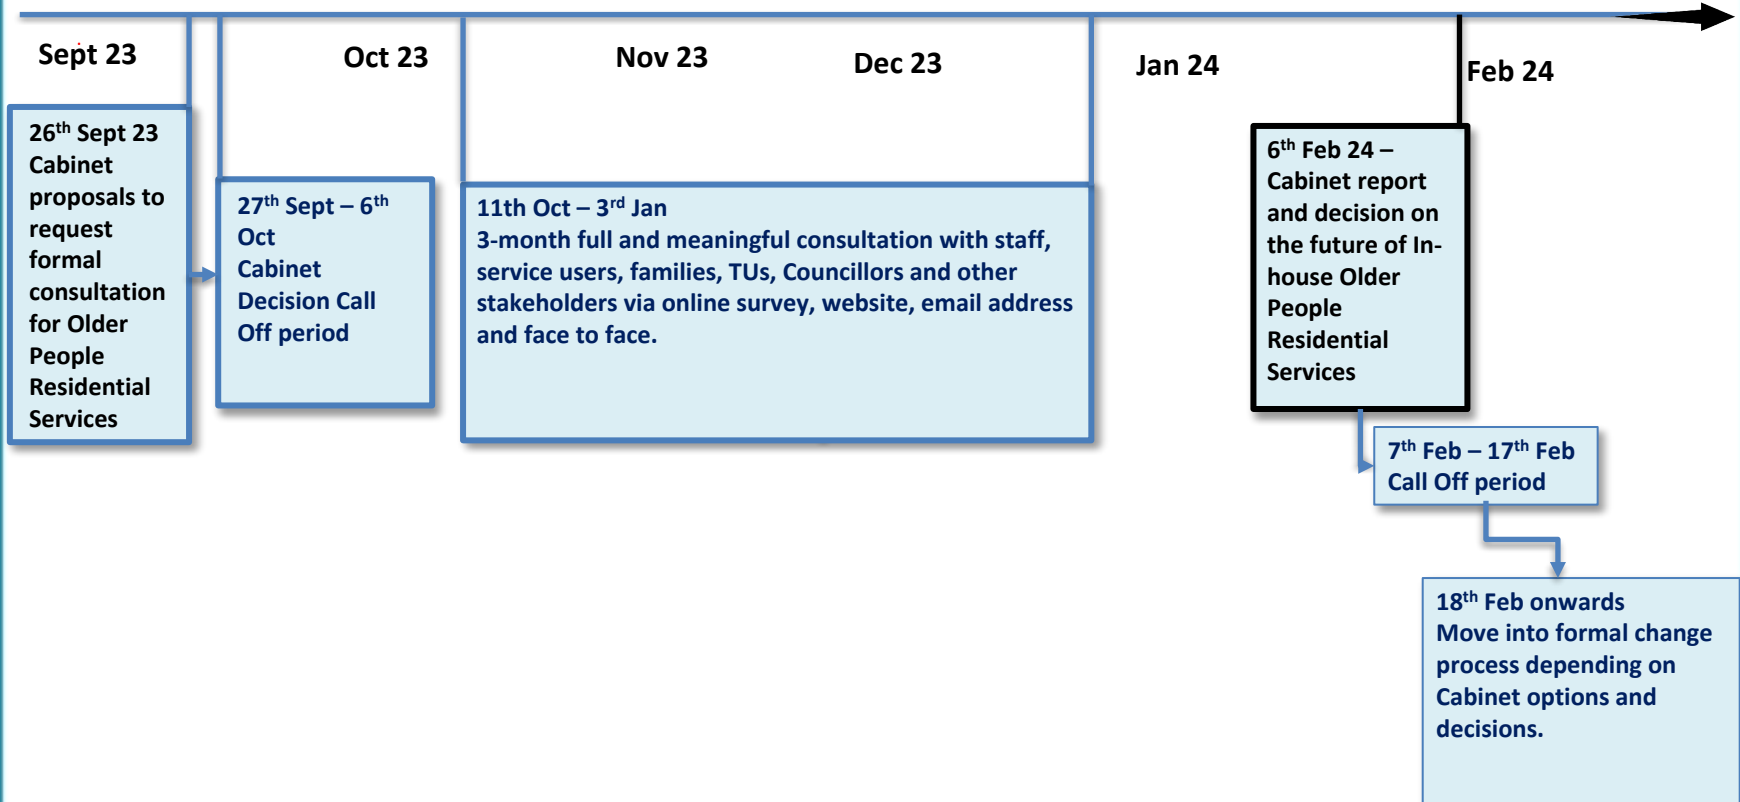 Sept 23
Oct 23
Nov 23
Dec 23
Jan 24
Feb 24
26th Sept 23
Cabinet
proposals to
request
formal
consultation
for Older
People
Residential
Services
27th Sept – 6th
Oct
Cabinet
Decision Call
Off period
11th Oct – 3rd Jan
3-month full and meaningful consultation with staff,
service users, families, TUs, Councillors and other
stakeholders via online survey, website, email address
and face to face.
6th Feb 24 –
Cabinet report
and decision on
the future of In-
house Older
People
Residential
Services
7th Feb – 17th Feb
Call Off period
18th Feb onwards
Move into formal change
process depending on
Cabinet options and
decisions.